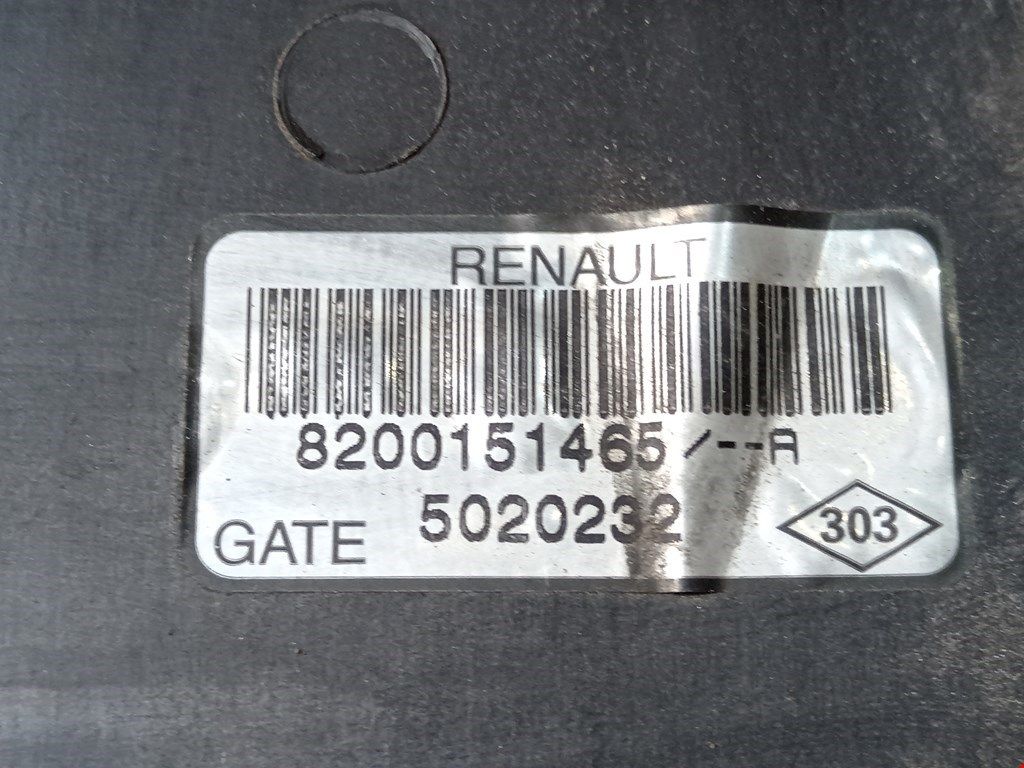 RENAULT
8200151465/--A
5020232
GATE
303